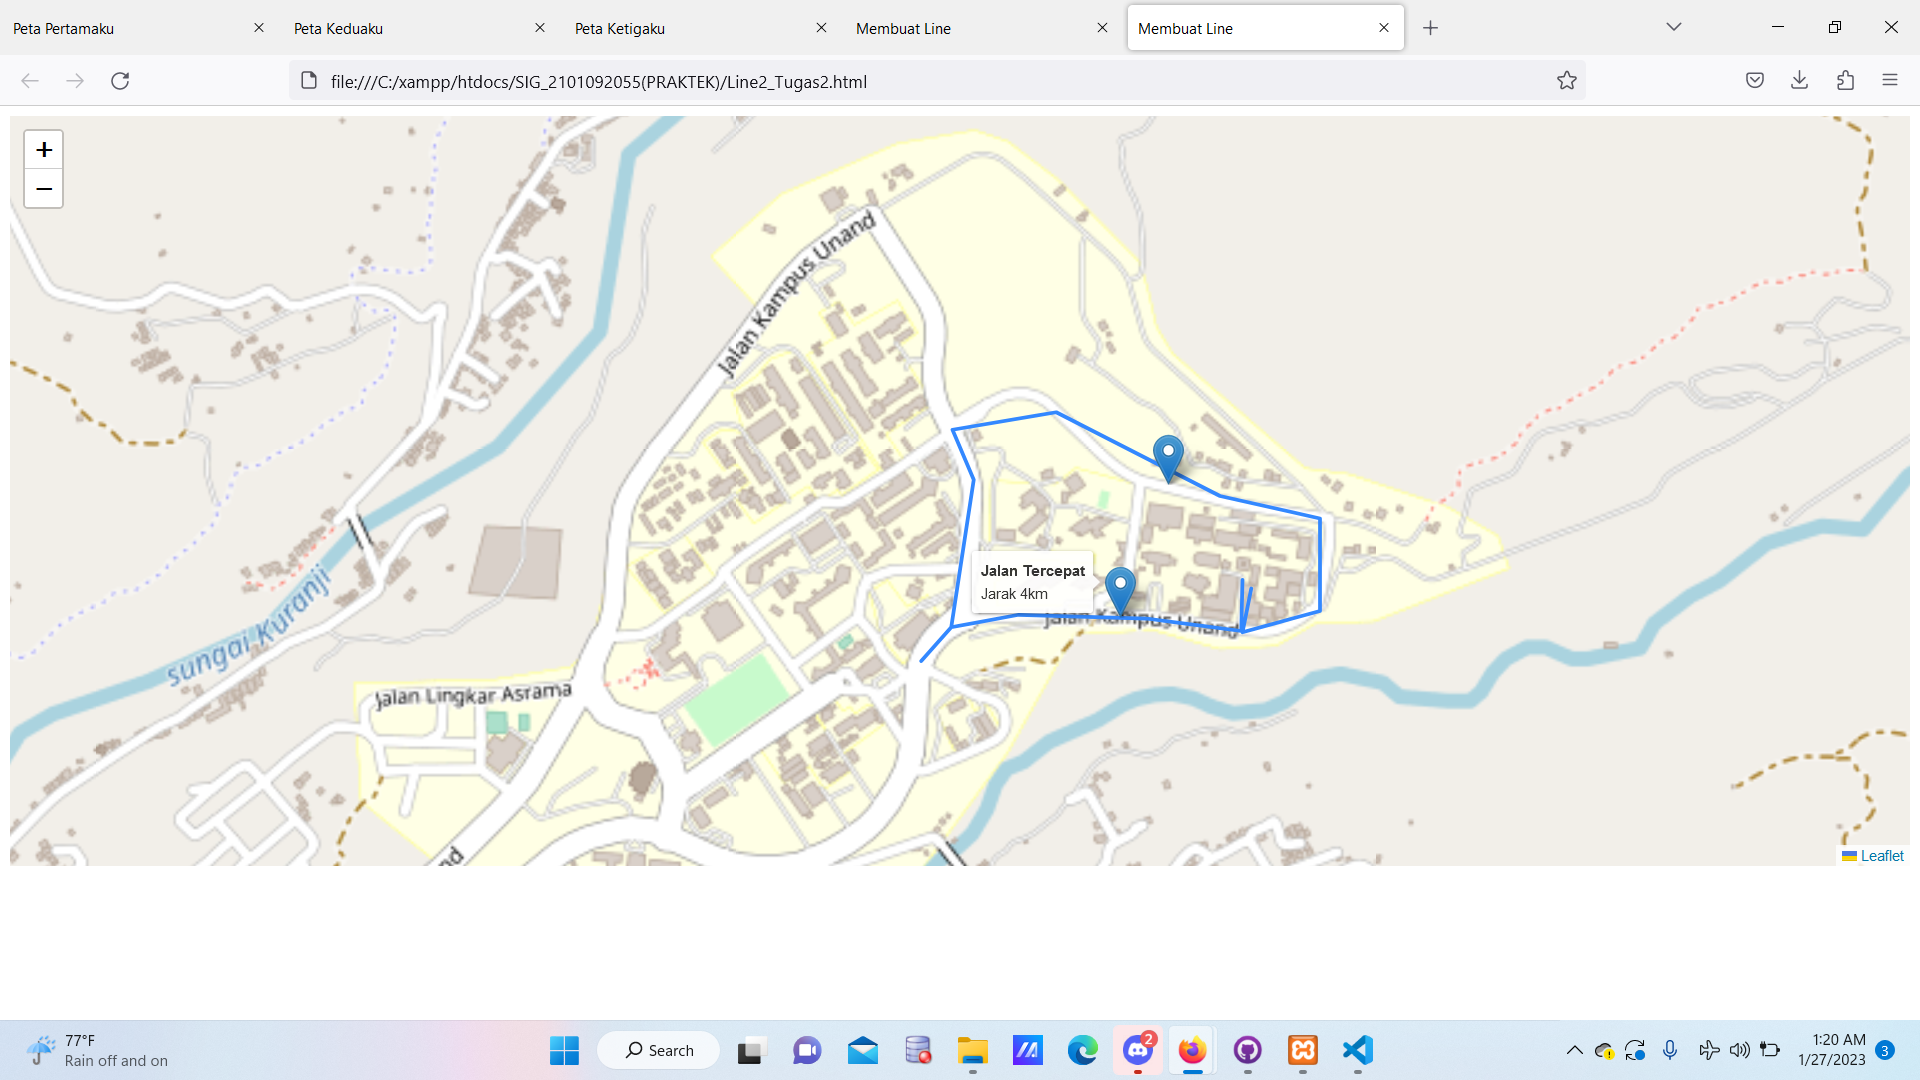 Peta Pertamaku
Peta Keduaku
Peta Ketigaku
Membuat Line
Membuat Line
file:///C:/xampp/htdocs/SIG_2101092055(PRAKTEK)/Line2_Tugas2.html
+
−
Jalan Kampus Unand
Jalan Tercepat
Jarak 4km
Jalan Kampus Unand
sungai Kuranji
Jalan Lingkar Asrama
nd
Leaflet
77°F
Rain off and on
Search
2
1:20 AM
1/27/2023
3